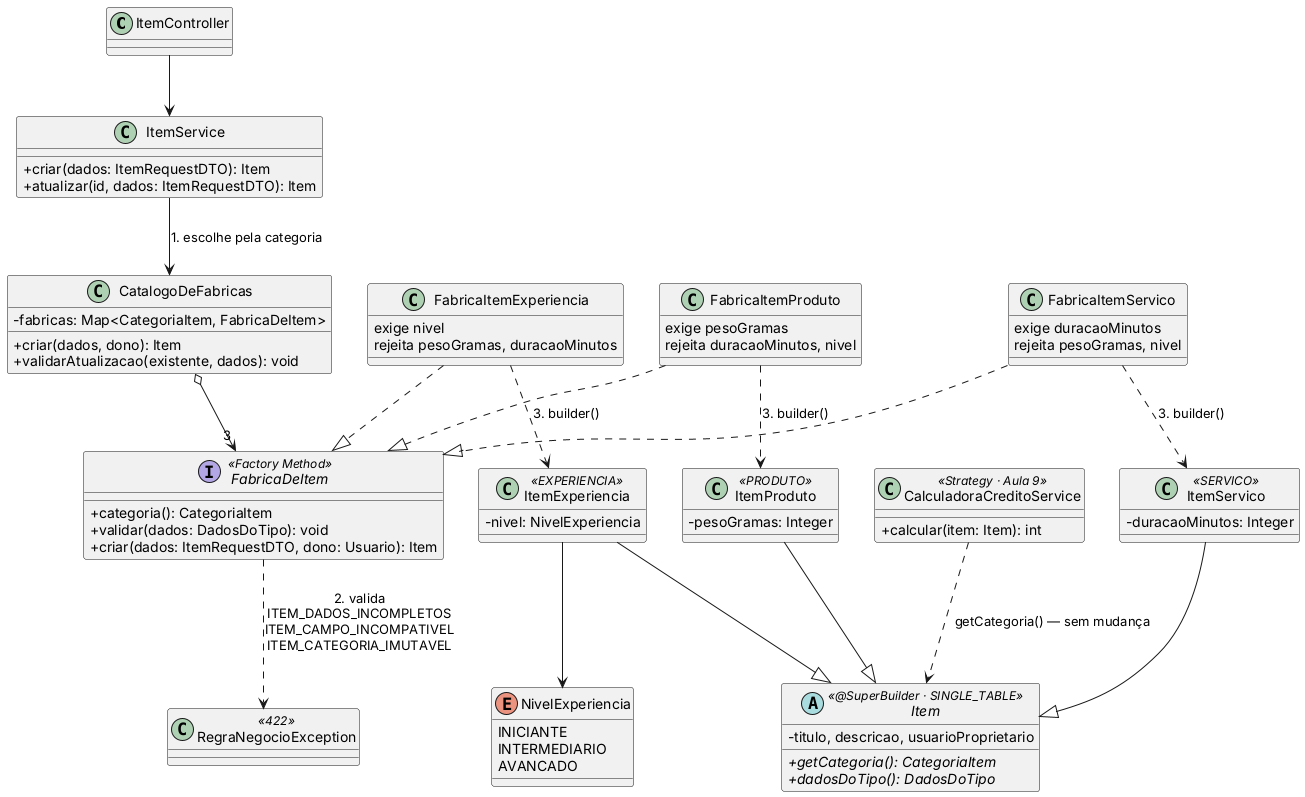 C ItemController
C ItemService
+criar(dados: ItemRequestDTO): Item
+atualizar(id, dados: ItemRequestDTO): Item
1. escolhe pela categoria
C CatalogoDeFabricas
-fabricas: Map<CategoriaItem, FabricaDeItem>
+criar(dados, dono): Item
+validarAtualizacao(existente, dados): void
C FabricaItemExperiencia
exige nivel
rejeita pesoGramas, duracaoMinutos
C FabricaItemProduto
exige pesoGramas
rejeita duracaoMinutos, nivel
C FabricaItemServico
exige duracaoMinutos
rejeita pesoGramas, nivel
3. builder()
3. builder()
3. builder()
3
I «Factory Method»
FabricaDeItem
+categoria(): CategoriaItem
+validar(dados: DadosDoTipo): void
+criar(dados: ItemRequestDTO, dono: Usuario): Item
C «EXPERIENCIA»
ItemExperiencia
-nivel: NivelExperiencia
C «PRODUTO»
ItemProduto
-pesoGramas: Integer
C «Strategy · Aula 9»
CalculadoraCreditoService
+calcular(item: Item): int
C «SERVICO»
ItemServico
-duracaoMinutos: Integer
2. valida
ITEM_DADOS_INCOMPLETOS
ITEM_CAMPO_INCOMPATIVEL
ITEM_CATEGORIA_IMUTAVEL
getCategoria() — sem mudança
C «422»
RegraNegocioException
E NivelExperiencia
INICIANTE
INTERMEDIARIO
AVANCADO
A «@SuperBuilder · SINGLE_TABLE»
Item
-titulo, descricao, usuarioProprietario
+getCategoria(): CategoriaItem
+dadosDoTipo(): DadosDoTipo